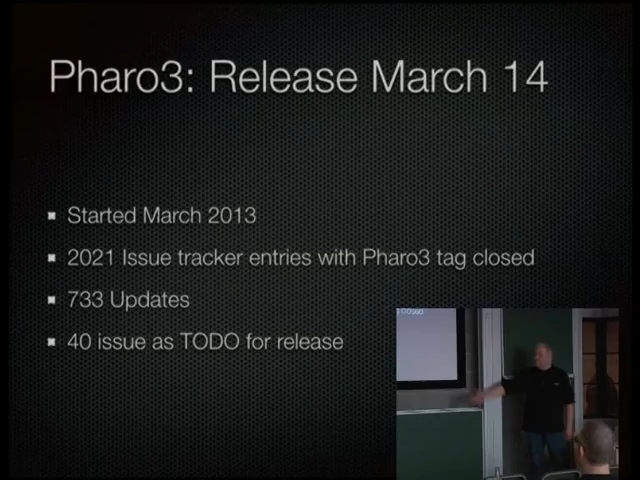 Pharo3: Release March 14
Started March 2013
2021 Issue tracker entries with Pharo3 tag closed
733 Updates
40 issue as TODO for release